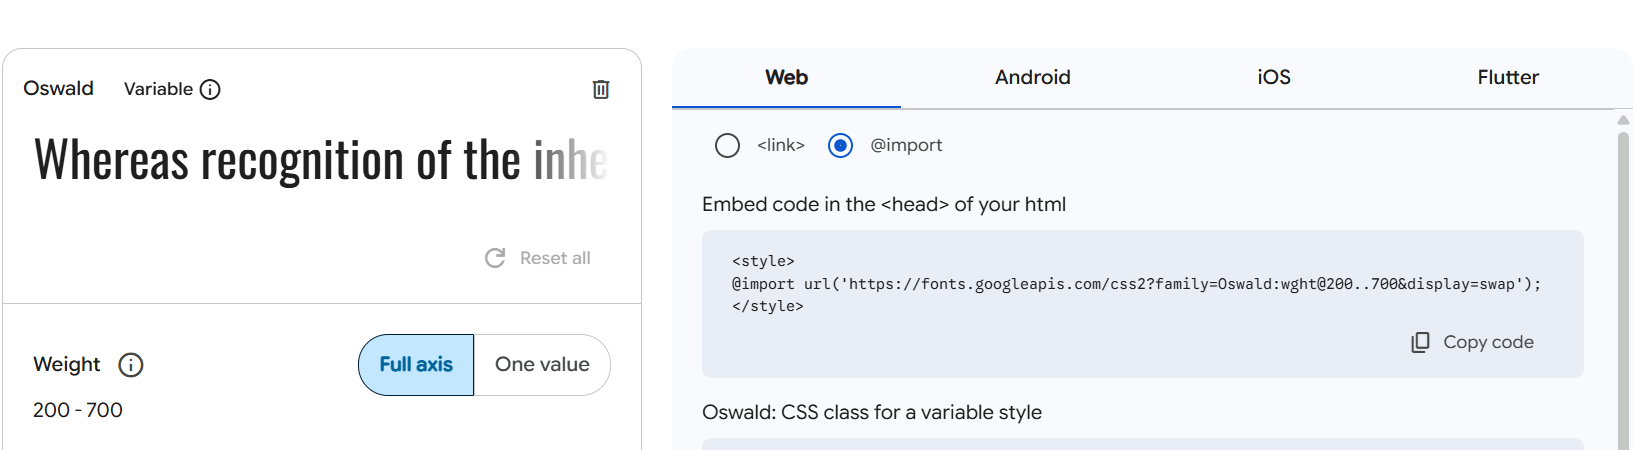 Oswald Variable
Whereas recognition of the inhe
Reset all
Weight
Full axis One value
200 - 700
Web Android iOS Flutter
<link> @import
Embed code in the <head> of your html
<style>
@import url('https://fonts.googleapis.com/css2?family=Oswald:wght@200..700&display=swap');
</style>
Copy code
Oswald: CSS class for a variable style